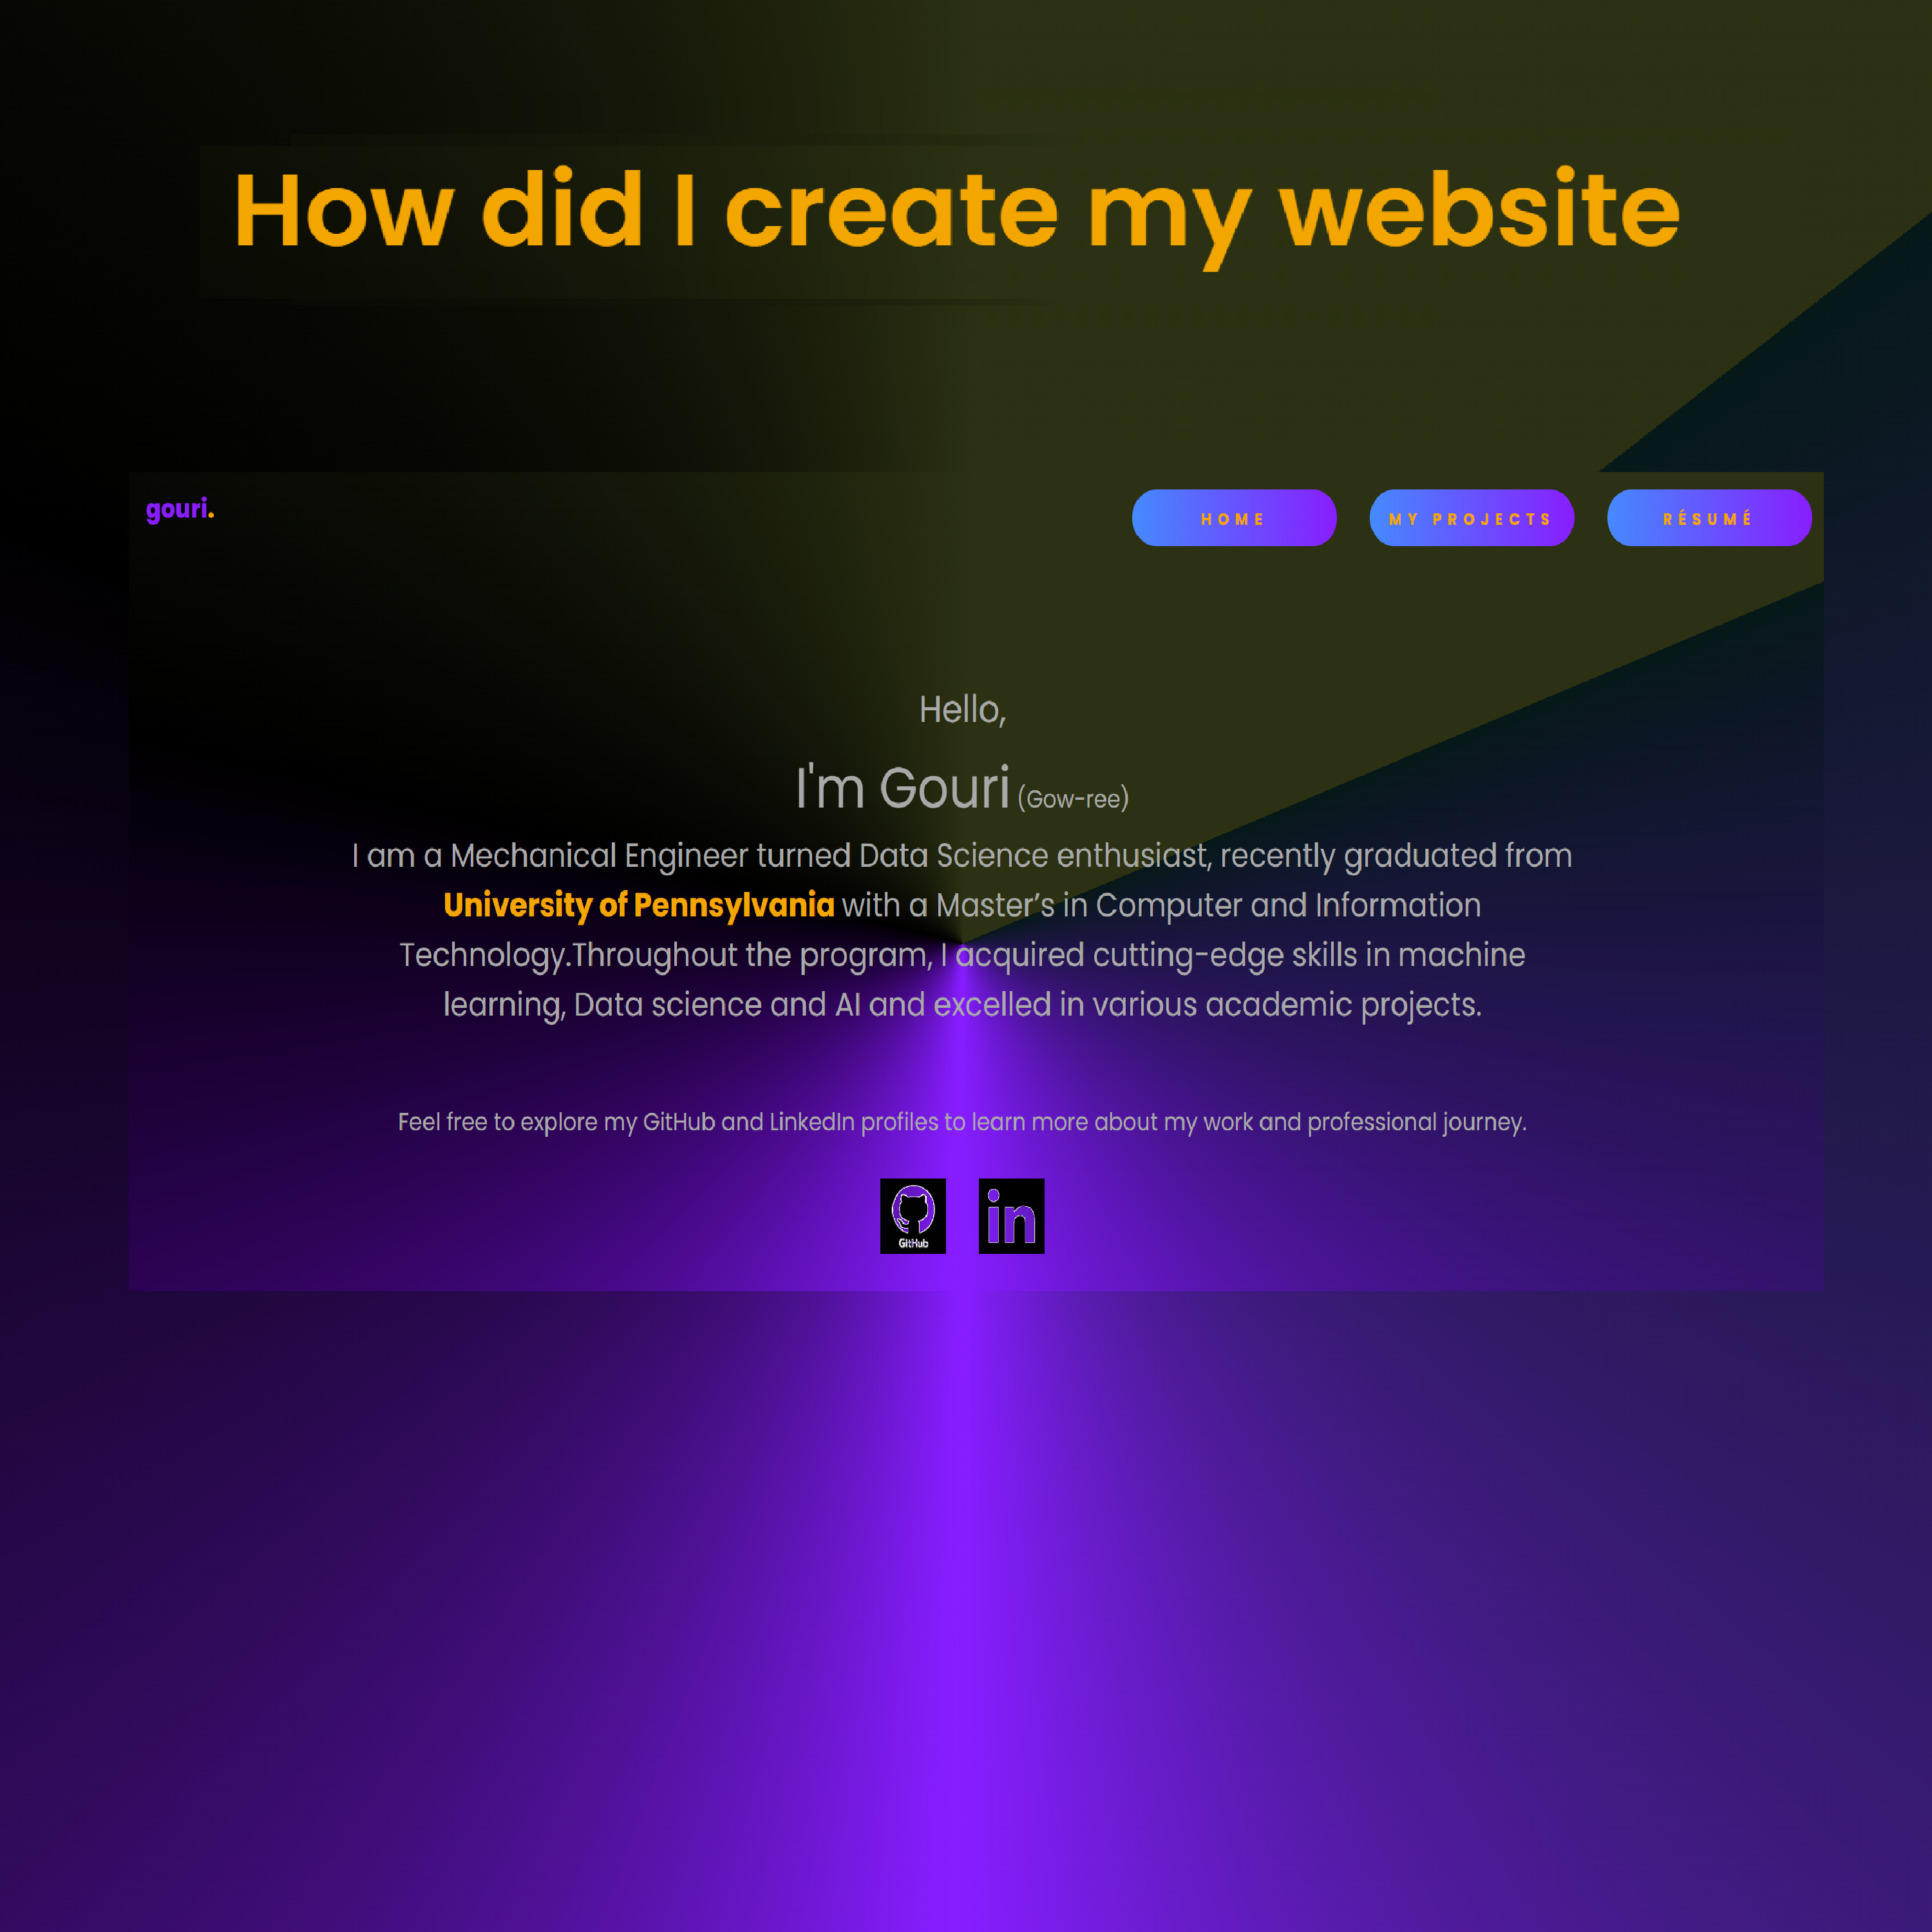 How did I create my website
gouri.
HOME
MY PROJECTS
RÉSUMÉ
Hello,
I'm Gouri (Gow-ree)
I am a Mechanical Engineer turned Data Science enthusiast, recently graduated from
University of Pennsylvania with a Master’s in Computer and Information
Technology.Throughout the program, I acquired cutting-edge skills in machine
learning, Data science and AI and excelled in various academic projects.
Feel free to explore my GitHub and LinkedIn profiles to learn more about my work and professional journey.
GitHub
in